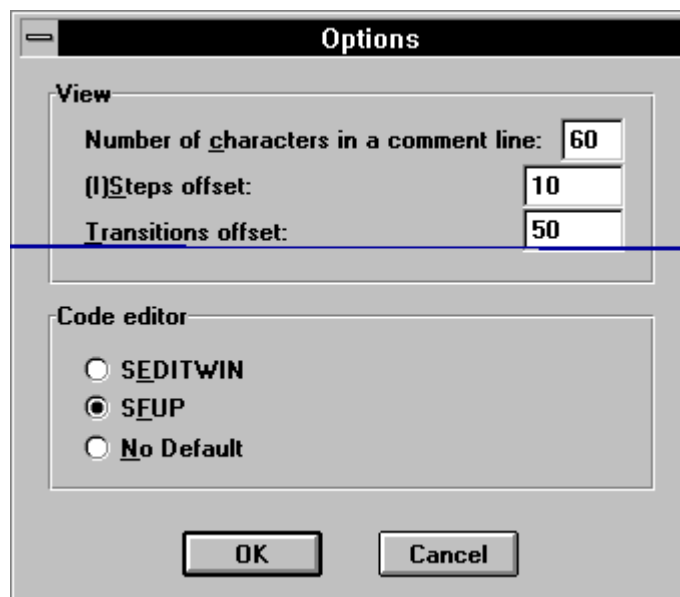 Options
View
Number of characters in a comment line: 60
(I)Steps offset: 10
Transitions offset: 50
Code editor
SEDITWIN
SFUP
No Default
OK Cancel